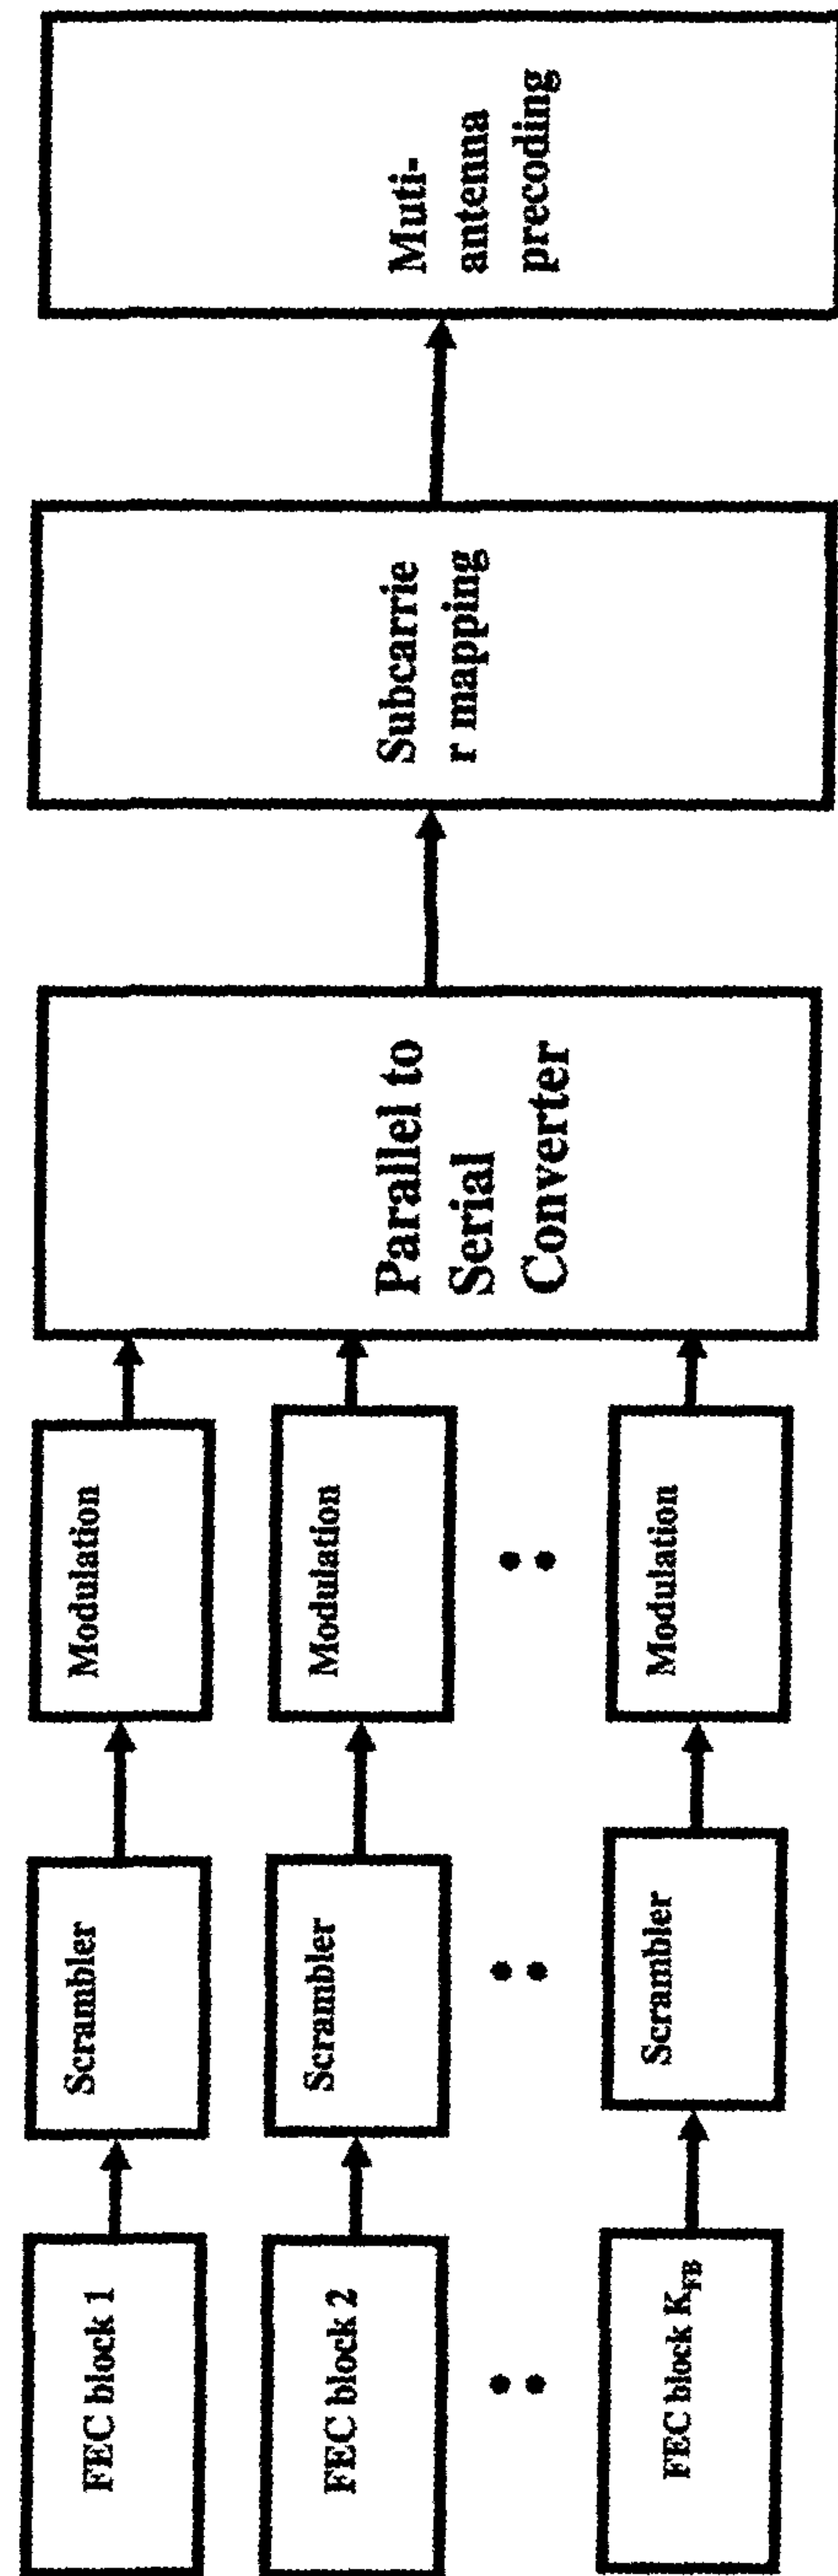 FEC block 1
Scrambler
Modulation
FEC block 2
Scrambler
Modulation
FEC block K_FB
Scrambler
Modulation
Parallel to
Serial
Converter
Subcarrie
r mapping
Muti-
antenna
precoding